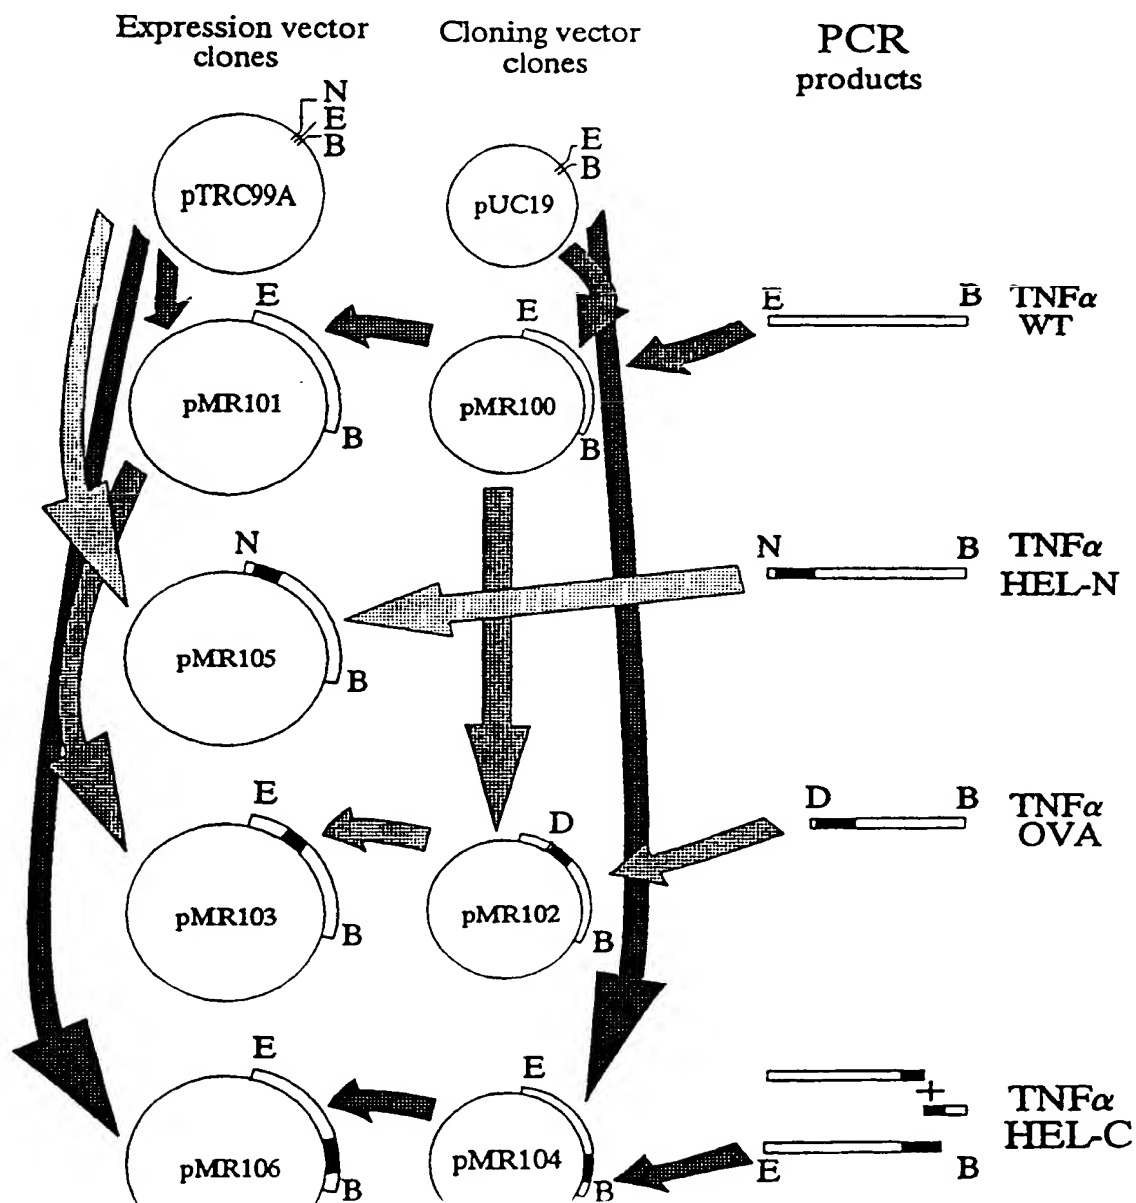 Expression vector
clones
Cloning vector
clones
PCR
products
N
E
B
pTRC99A
E
B
pUC19
E
B
TNFα
WT
E
pMR101
B
E
pMR100
B
N
pMR105
B
N
B
TNFα
HEL-N
E
pMR103
B
D
pMR102
B
D
B
TNFα
OVA
E
pMR106
B
E
pMR104
B
+
E
B
TNFα
HEL-C